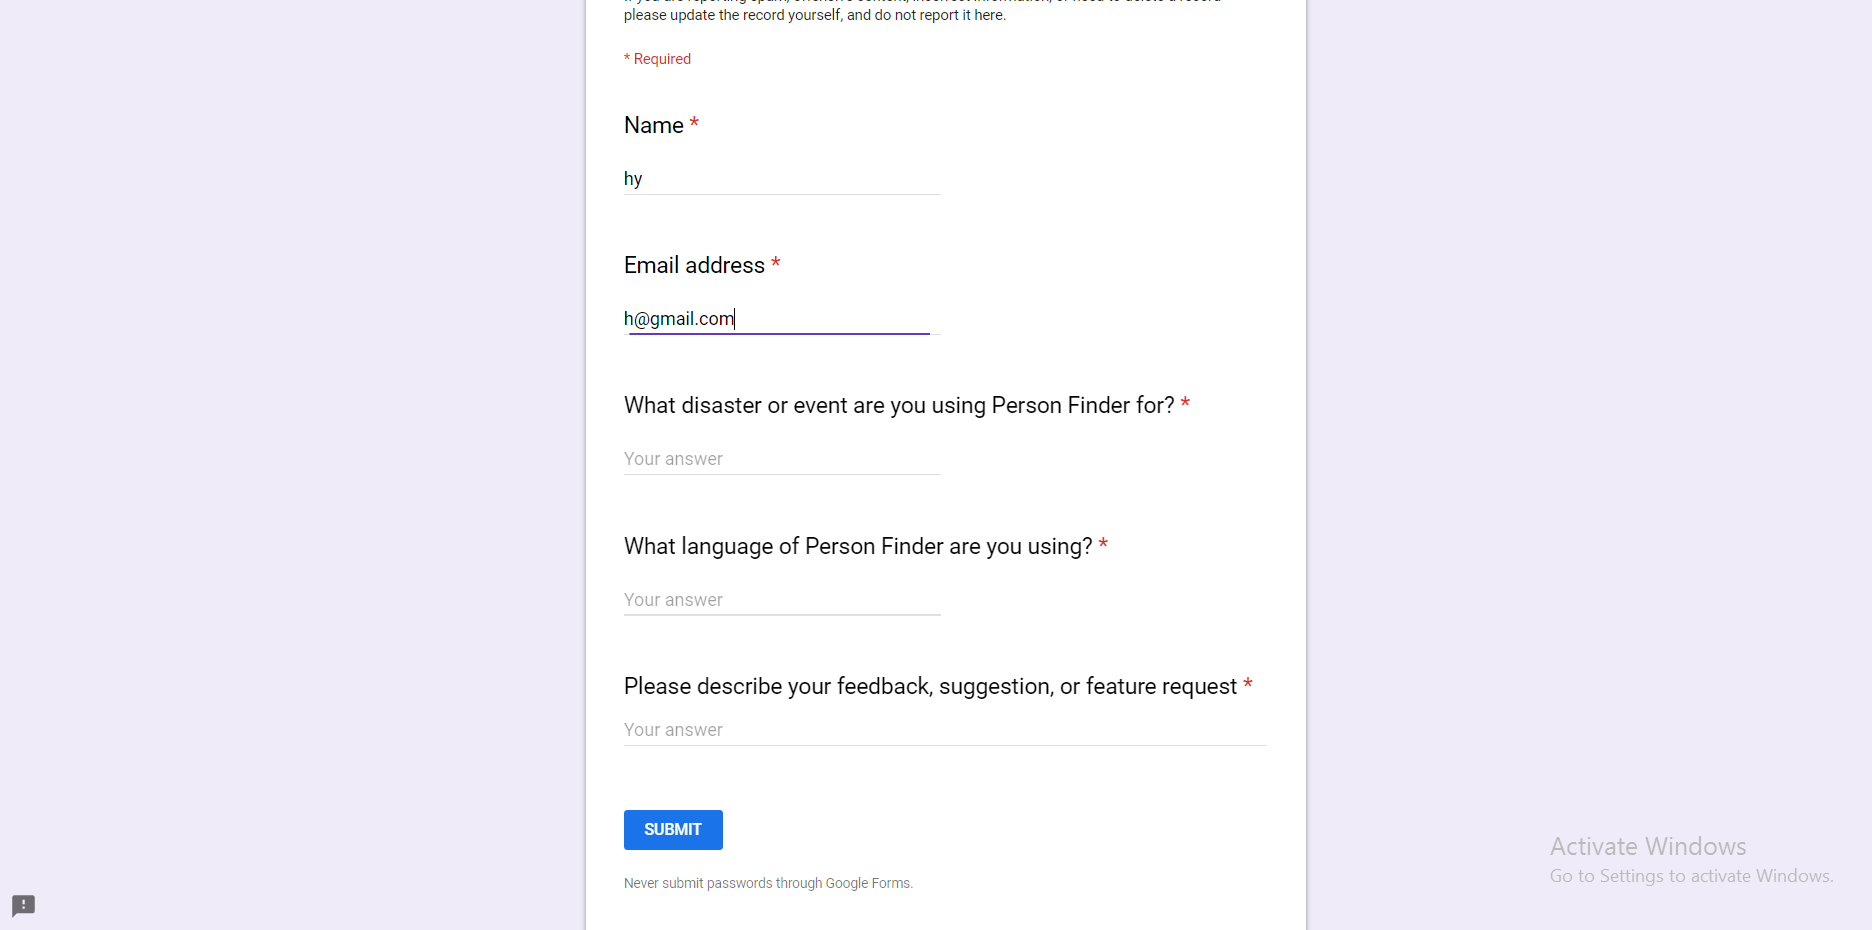 please update the record yourself, and do not report it here.
* Required
Name *
hy
Email address *
h@gmail.com
What disaster or event are you using Person Finder for? *
Your answer
What language of Person Finder are you using? *
Your answer
Please describe your feedback, suggestion, or feature request *
Your answer
SUBMIT
Never submit passwords through Google Forms.
Activate Windows
Go to Settings to activate Windows.